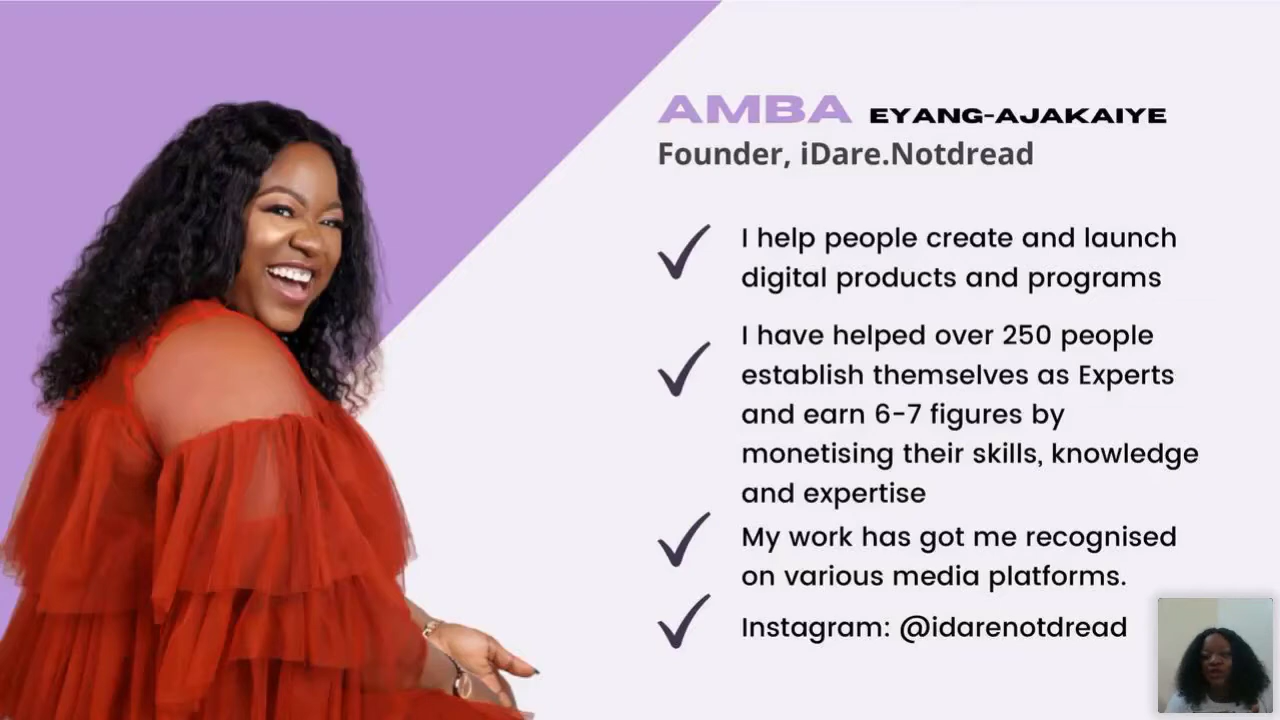 AMBA EYANG-AJAKAIYE
Founder, iDare.Notdread
I help people create and launch
digital products and programs
I have helped over 250 people
establish themselves as Experts
and earn 6-7 figures by
monetising their skills, knowledge
and expertise
My work has got me recognised
on various media platforms.
Instagram: @idarenotdread